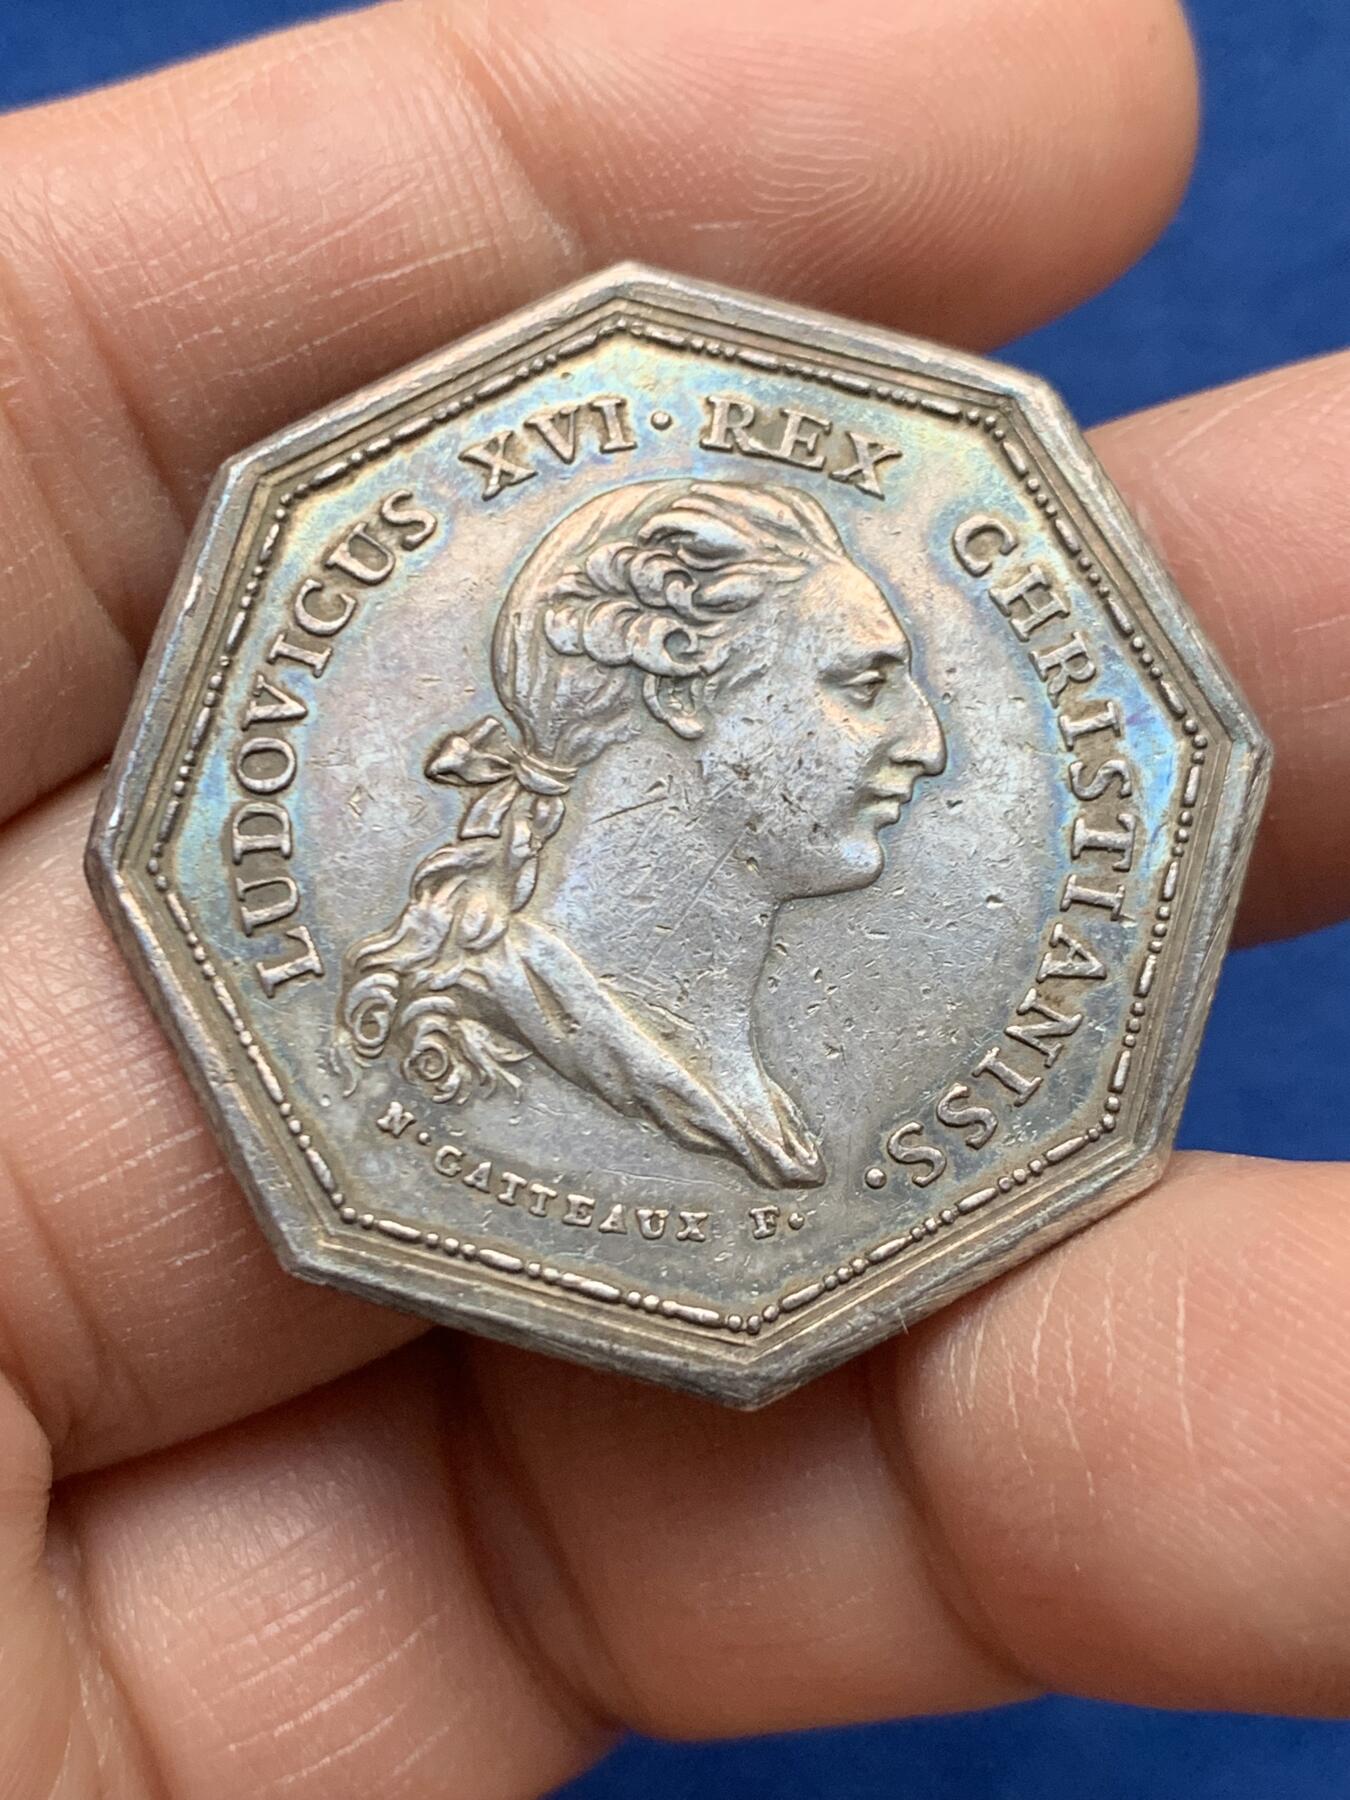 LUDOVICUS XVI · REX CHRISTIANISS ·
N · GATTEAUX F ·